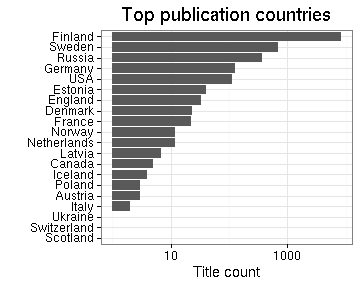 Top publication countries
Finland
Sweden
Russia
Germany
USA
Estonia
England
Denmark
France
Norway
Netherlands
Latvia
Canada
Iceland
Poland
Austria
Italy
Ukraine
Switzerland
Scotland
10 1000
Title count